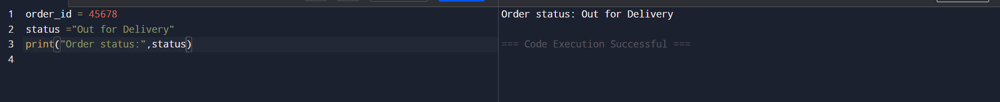 1 order_id = 45678
2 status ="Out for Delivery"
3 print("Order status:",status)
4
Order status: Out for Delivery
=== Code Execution Successful ===